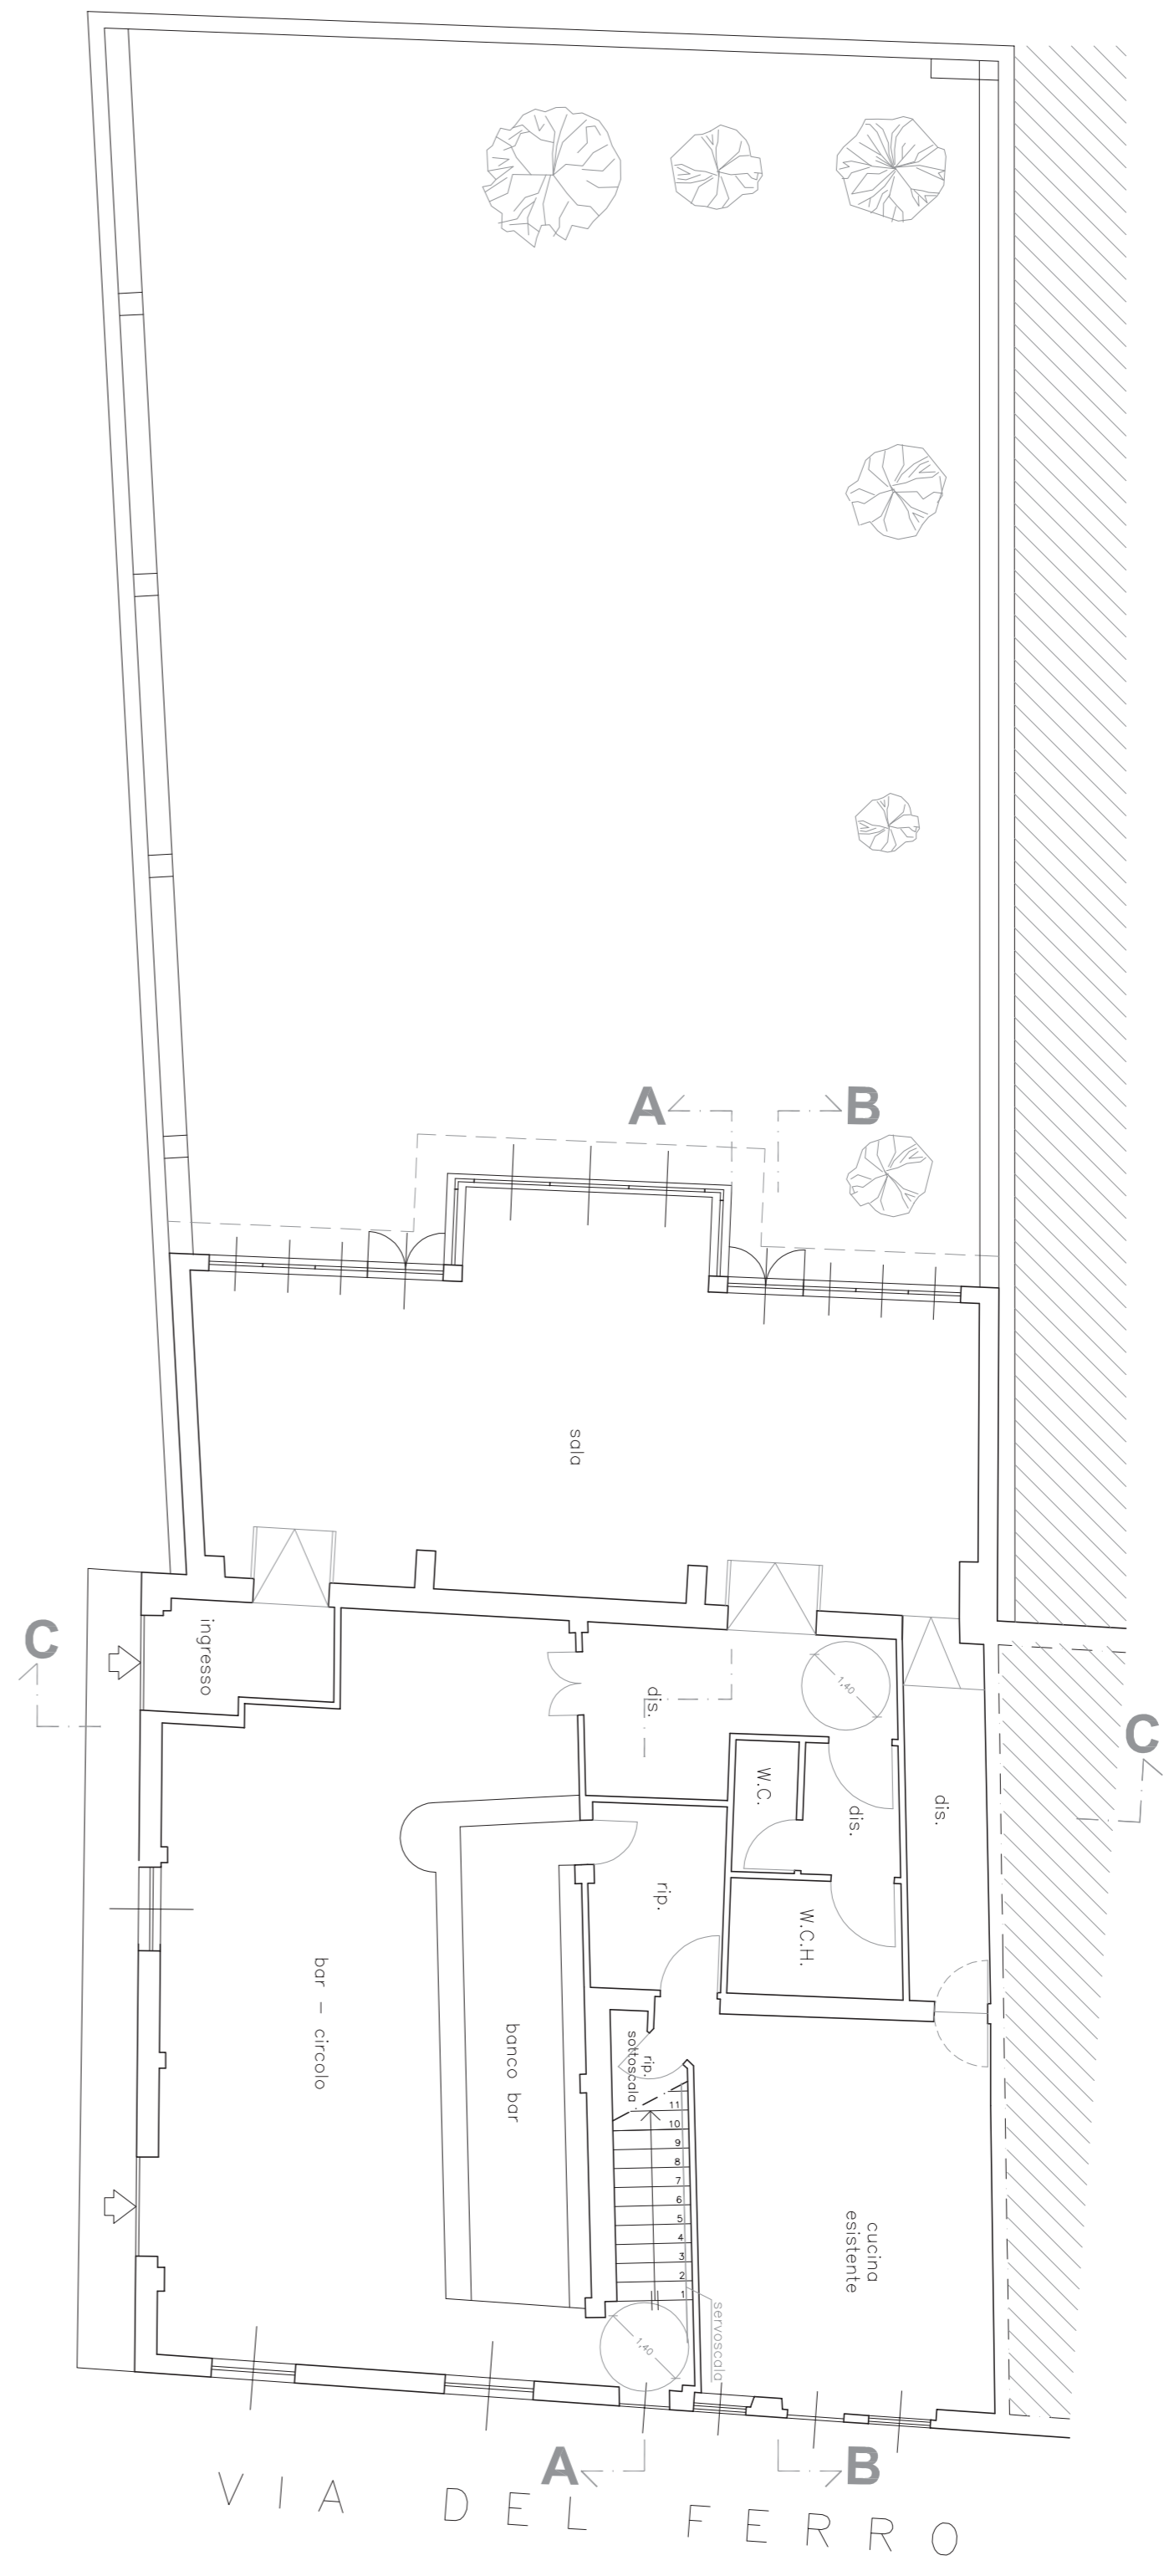 A B
sala
C
ingresso
1,40
dis.
C
W.C.
dis.
dis.
rip.
W.C.H.
bar – circolo
banco bar
rip.
sottoscala
11
10
9
8
7
6
5
4
3
2
1
cucina
esistente
servoscala
1,40
A B
VIA DEL FERRO